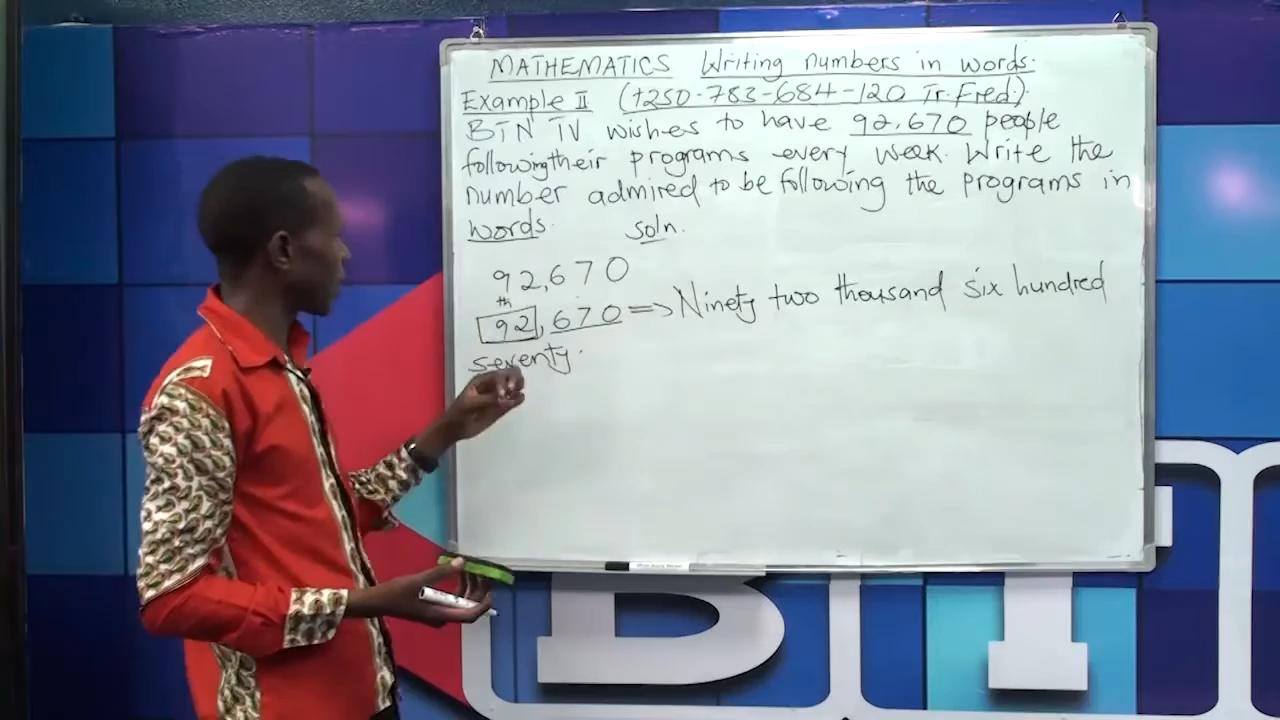 MATHEMATICS Writing numbers in words.
Example II (+250-783-684-120 Tr. Fred).
BTN TV wishes to have 92,670 people
following their programs every week. Write the
number admired to be following the programs in
words. soln.
92,670
th
92,670 => Ninety two thousand six hundred
seventy.
BT